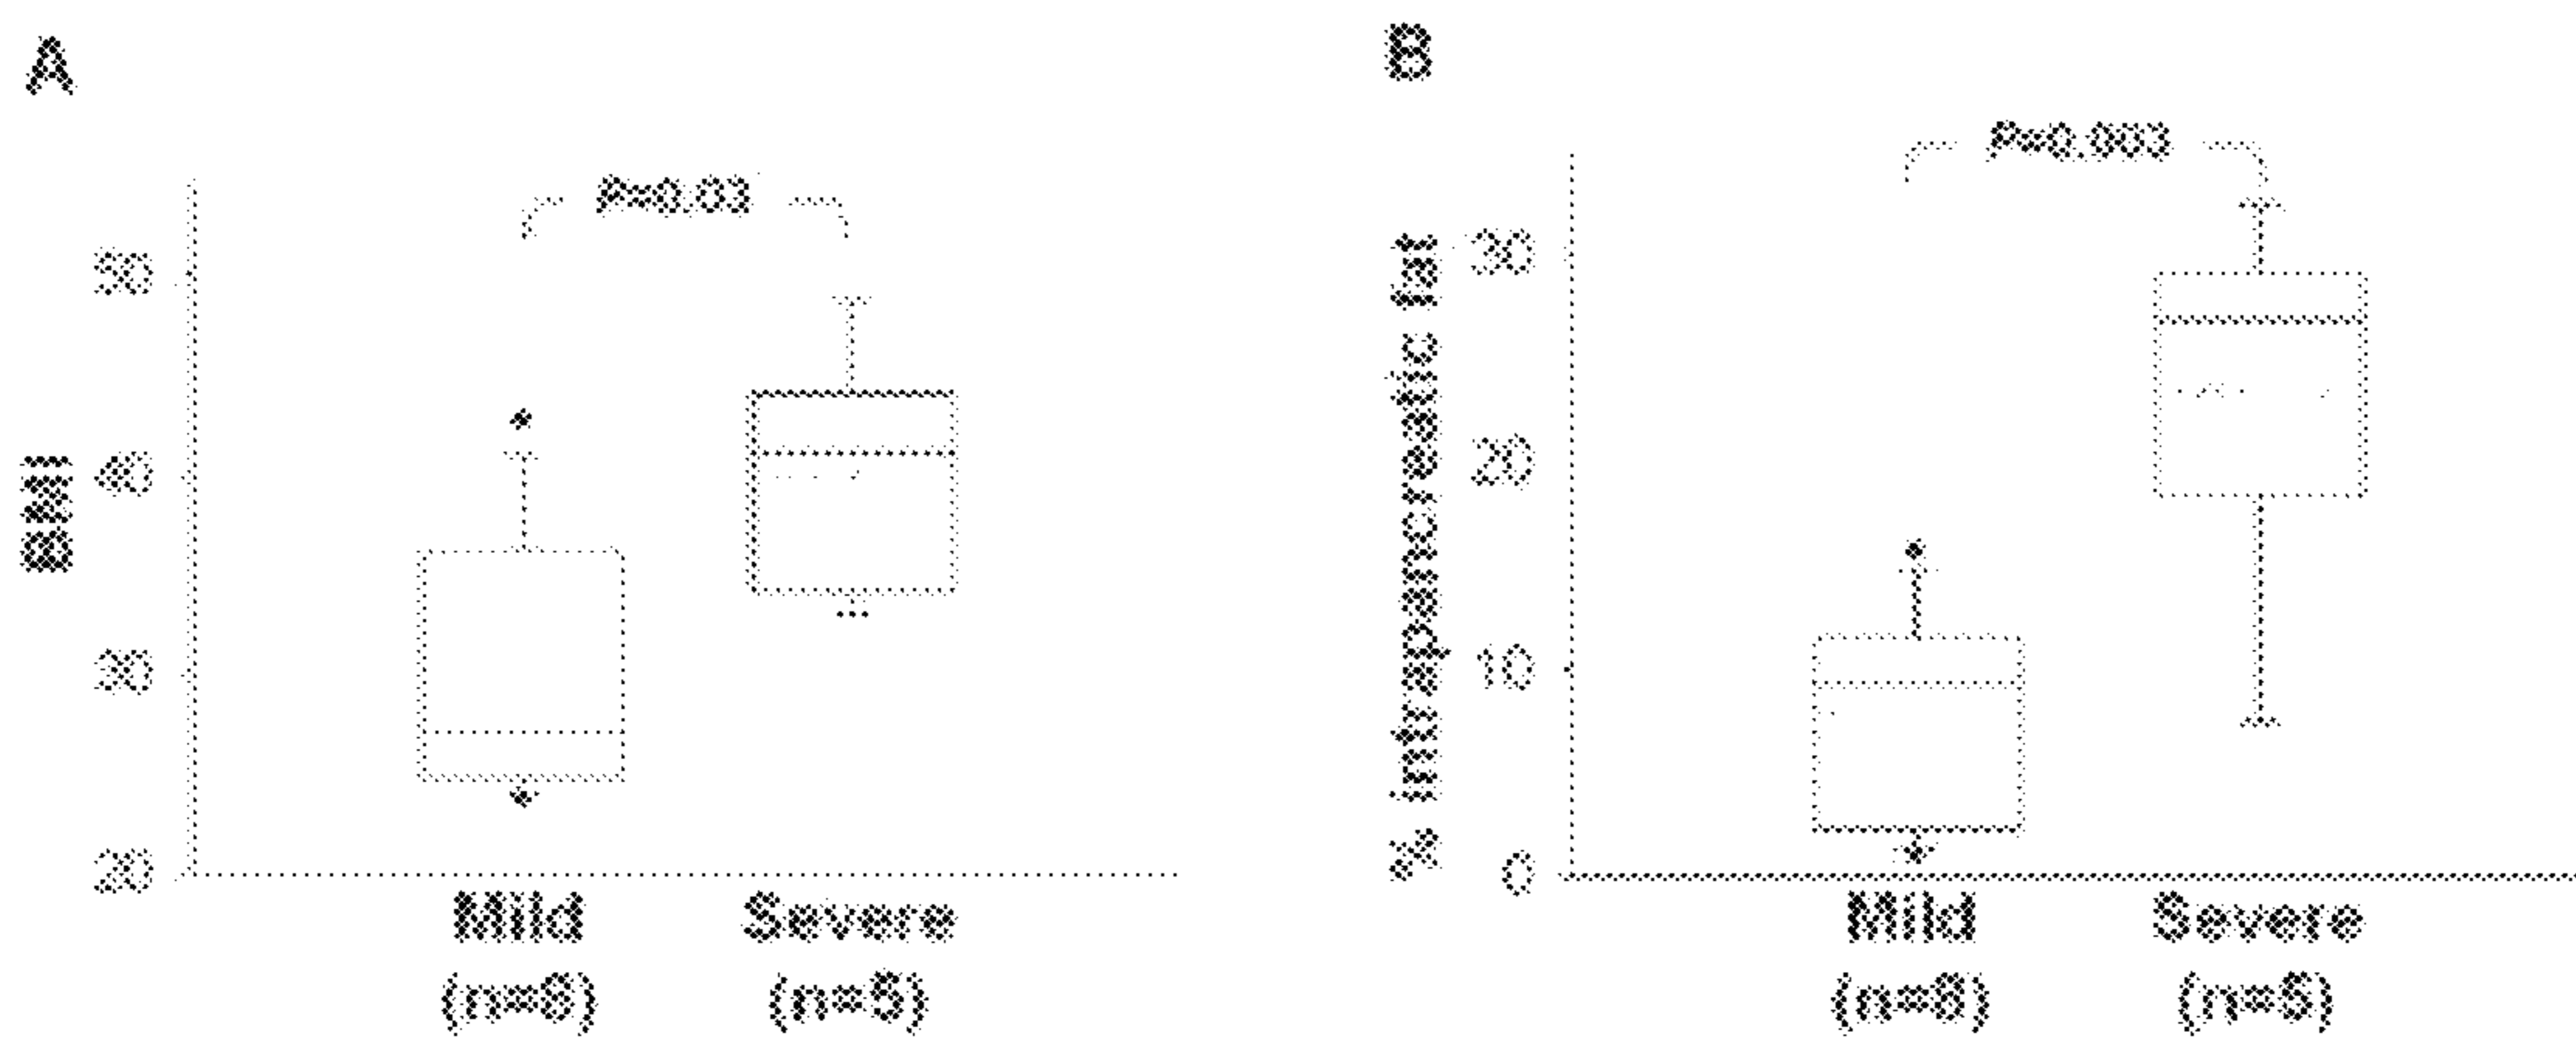 A
P=0.03
BMI
50
40
30
20
Mild
Severe
(n=8)
(n=5)
B
P=0.003
% Intrapancreatic fat
30
20
10
0
Mild
Severe
(n=8)
(n=5)